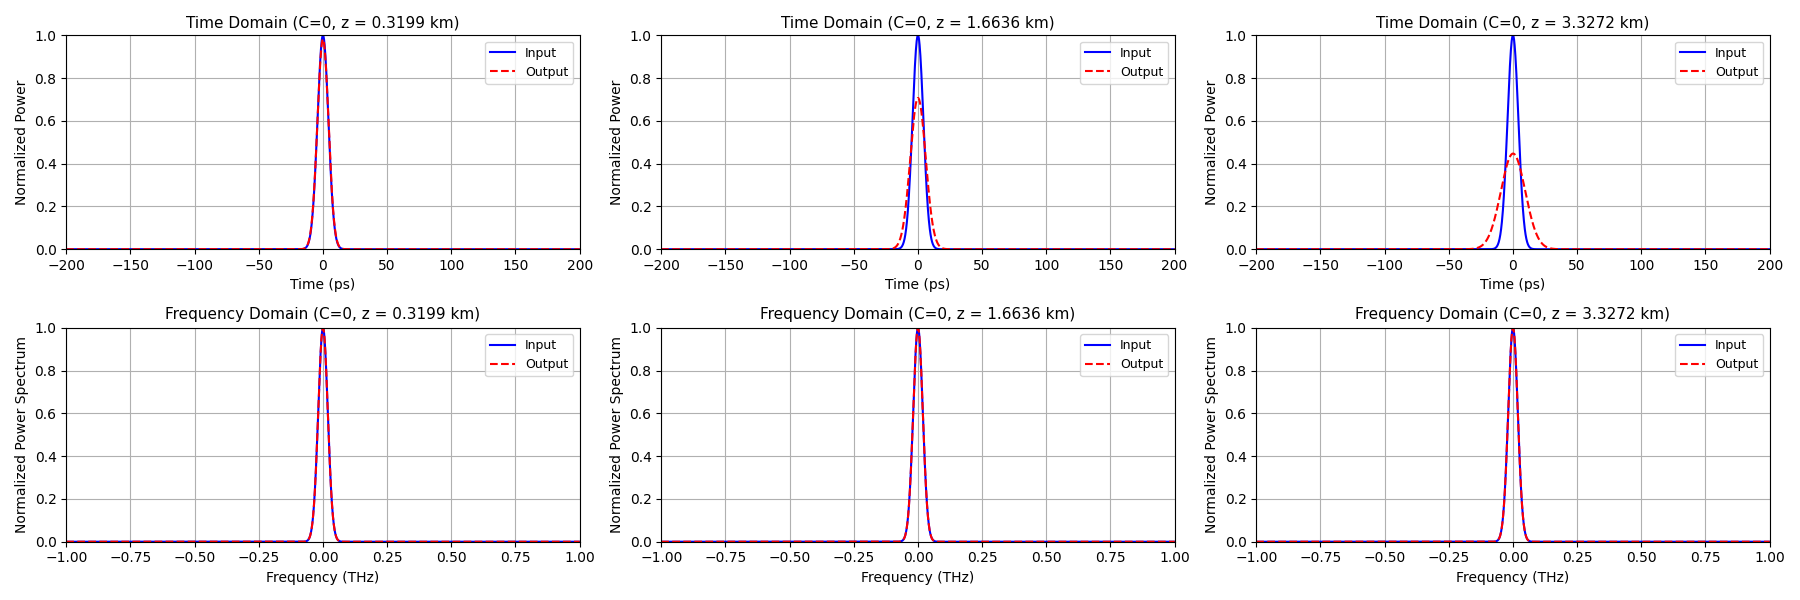 Time Domain (C=0, z = 0.3199 km)
Normalized Power
1.0
0.8
0.6
0.4
0.2
0.0
Input
Output
−200 −150 −100 −50 0 50 100 150 200
Time (ps)
Time Domain (C=0, z = 1.6636 km)
Normalized Power
1.0
0.8
0.6
0.4
0.2
0.0
Input
Output
−200 −150 −100 −50 0 50 100 150 200
Time (ps)
Time Domain (C=0, z = 3.3272 km)
Normalized Power
1.0
0.8
0.6
0.4
0.2
0.0
Input
Output
−200 −150 −100 −50 0 50 100 150 200
Time (ps)
Frequency Domain (C=0, z = 0.3199 km)
Normalized Power Spectrum
1.0
0.8
0.6
0.4
0.2
0.0
Input
Output
−1.00 −0.75 −0.50 −0.25 0.00 0.25 0.50 0.75 1.00
Frequency (THz)
Frequency Domain (C=0, z = 1.6636 km)
Normalized Power Spectrum
1.0
0.8
0.6
0.4
0.2
0.0
Input
Output
−1.00 −0.75 −0.50 −0.25 0.00 0.25 0.50 0.75 1.00
Frequency (THz)
Frequency Domain (C=0, z = 3.3272 km)
Normalized Power Spectrum
1.0
0.8
0.6
0.4
0.2
0.0
Input
Output
−1.00 −0.75 −0.50 −0.25 0.00 0.25 0.50 0.75 1.00
Frequency (THz)